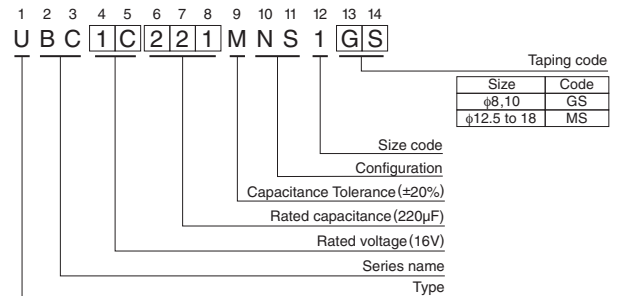 1 2 3 4 5 6 7 8 9 10 11 12 13 14
U B C 1 C 2 2 1 M N S 1 G S
Taping code
Size Code
ϕ8,10 GS
ϕ12.5 to 18 MS
Size code
Configuration
Capacitance Tolerance (±20%)
Rated capacitance (220µF)
Rated voltage (16V)
Series name
Type